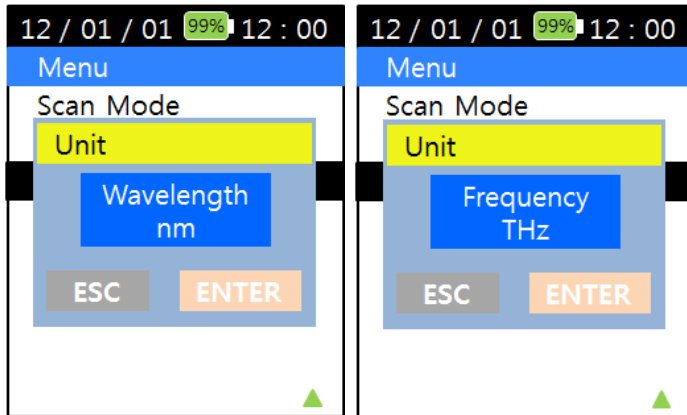 12 / 01 / 01 99% 12 : 00
Menu
Scan Mode
Unit
Wavelength
nm
ESC ENTER
12 / 01 / 01 99% 12 : 00
Menu
Scan Mode
Unit
Frequency
THz
ESC ENTER